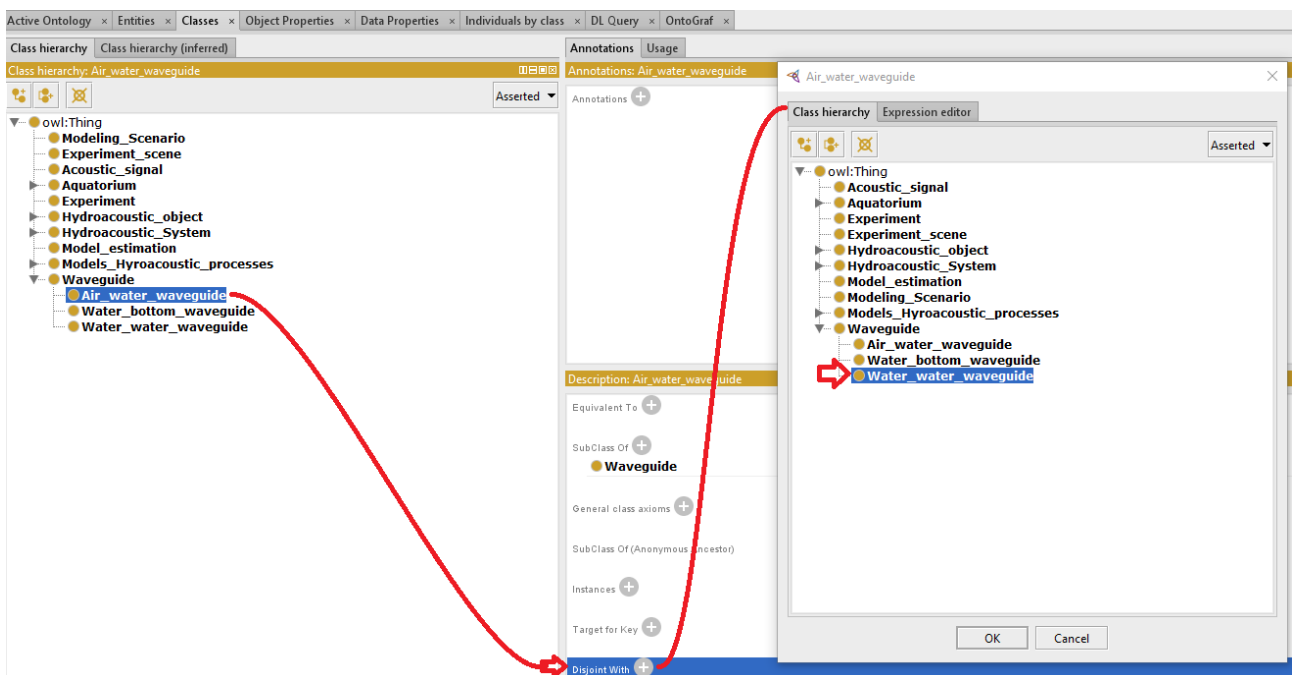 Active Ontology × Entities × Classes × Object Properties × Data Properties × Individuals by class × DL Query × OntoGraf ×
Class hierarchy Class hierarchy (inferred)
Class hierarchy: Air_water_waveguide
Asserted
owl:Thing
Modeling_Scenario
Experiment_scene
Acoustic_signal
Aquatorium
Experiment
Hydroacoustic_object
Hydroacoustic_System
Model_estimation
Models_Hyroacoustic_processes
Waveguide
Air_water_waveguide
Water_bottom_waveguide
Water_water_waveguide
Annotations Usage
Annotations: Air_water_waveguide
Annotations
Description: Air_water_waveguide
Equivalent To
SubClass Of
Waveguide
General class axioms
SubClass Of (Anonymous Ancestor)
Instances
Target for Key
Disjoint With
Air_water_waveguide
Class hierarchy Expression editor
Asserted
owl:Thing
Acoustic_signal
Aquatorium
Experiment
Experiment_scene
Hydroacoustic_object
Hydroacoustic_System
Model_estimation
Modeling_Scenario
Models_Hyroacoustic_processes
Waveguide
Air_water_waveguide
Water_bottom_waveguide
Water_water_waveguide
OK Cancel